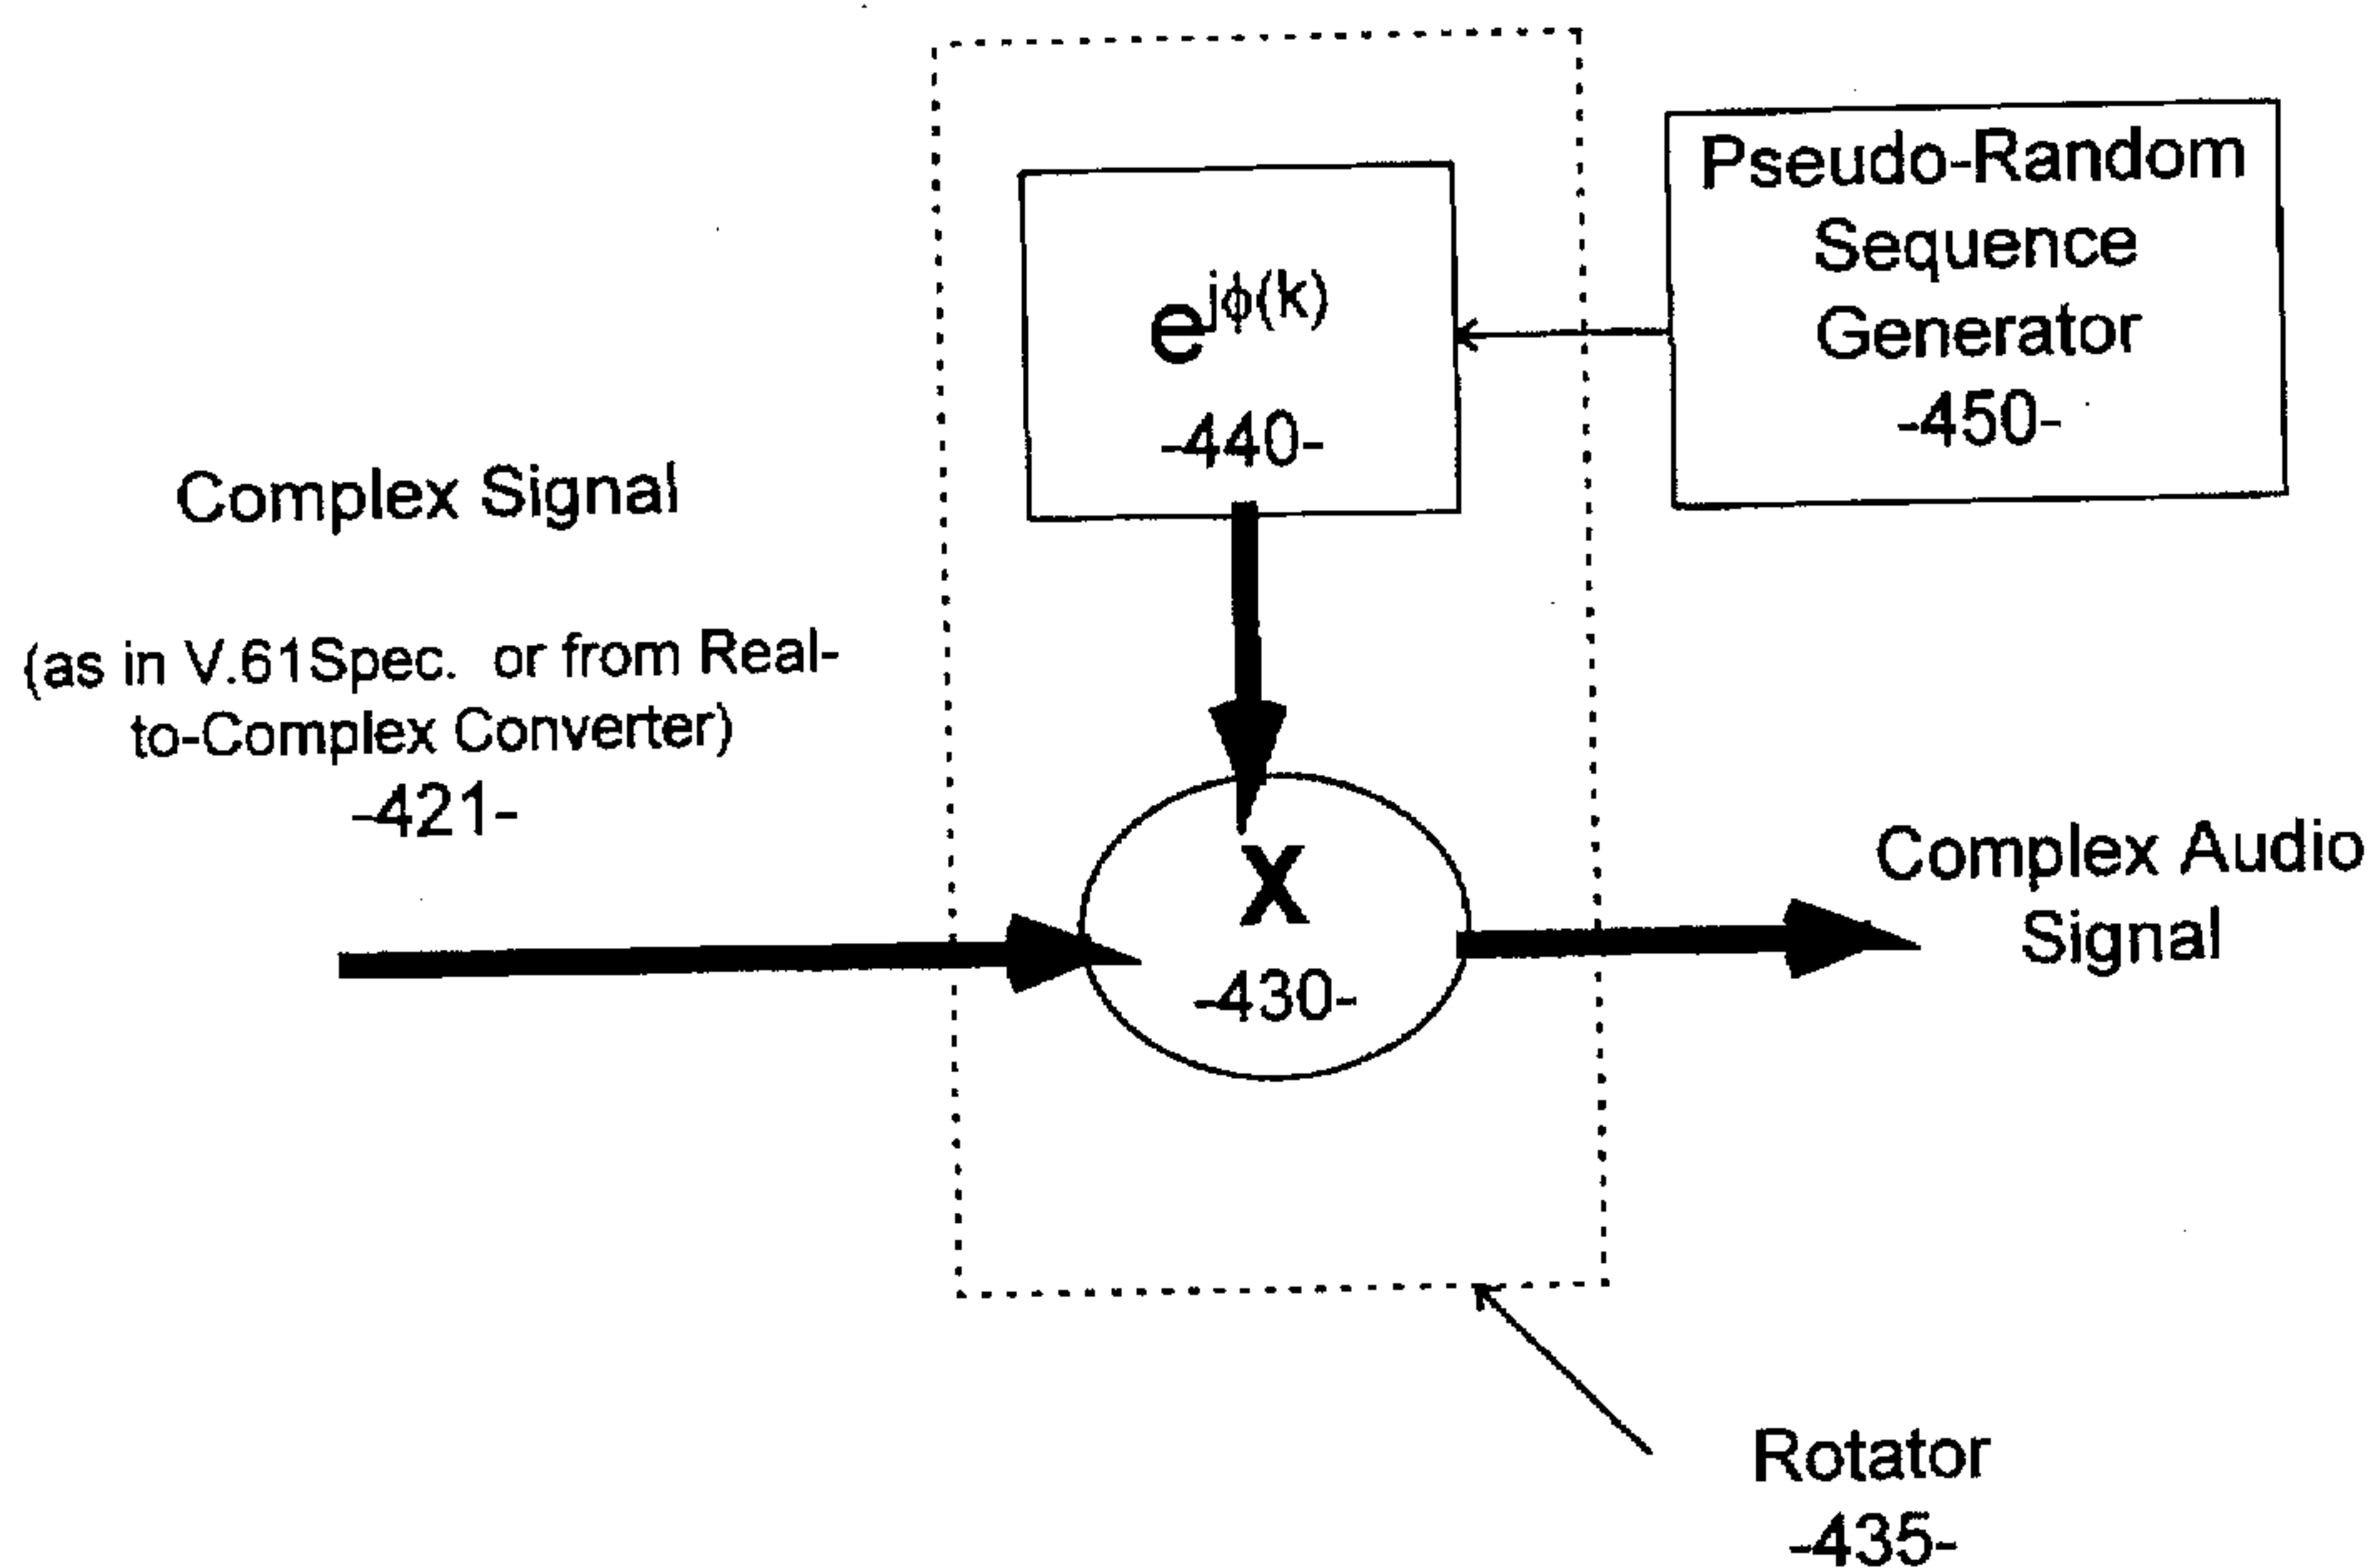 Pseudo-Random
Sequence
Generator
-450-
e^jϕ(k)
-440-
Complex Signal
(as in V.61Spec. or from Real-
to-Complex Converter)
-421-
X
-430-
Complex Audio
Signal
Rotator
-435-